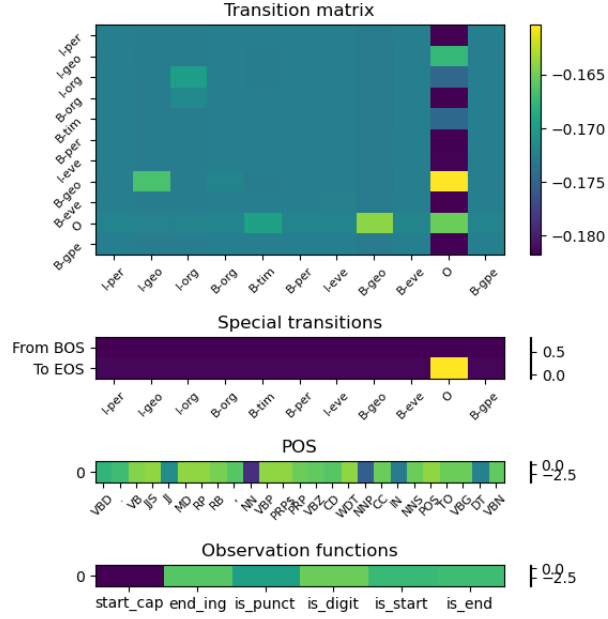 Transition matrix
I-per
I-geo
I-org
B-org
B-tim
B-per
I-eve
B-geo
B-eve
O
B-gpe
−0.165
−0.170
−0.175
−0.180
I-per I-geo I-org B-org B-tim B-per I-eve B-geo B-eve O B-gpe
Special transitions
From BOS
To EOS
0.5
0.0
I-per I-geo I-org B-org B-tim B-per I-eve B-geo B-eve O B-gpe
POS
0
0.0
−2.5
VBD . VB JJS JJ MD RP RB , NN VBP PRP$ PRP VBZ CD WDT NNP CC IN NNS POS TO VBG DT VBN
Observation functions
0
0.0
−2.5
start_cap end_ing is_punct is_digit is_start is_end